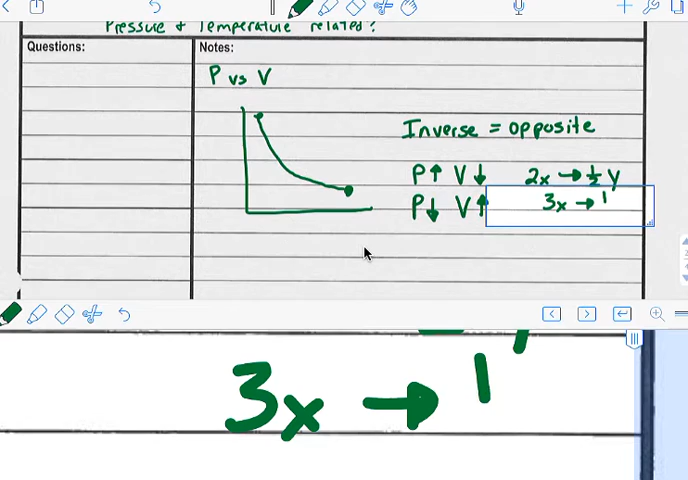 Pressure & Temperature related?
Questions:
Notes:
P vs V
Inverse = opposite
P↑ V↓ 2x → ½ y
P↓ V↑ 3x → 1
3x → 1